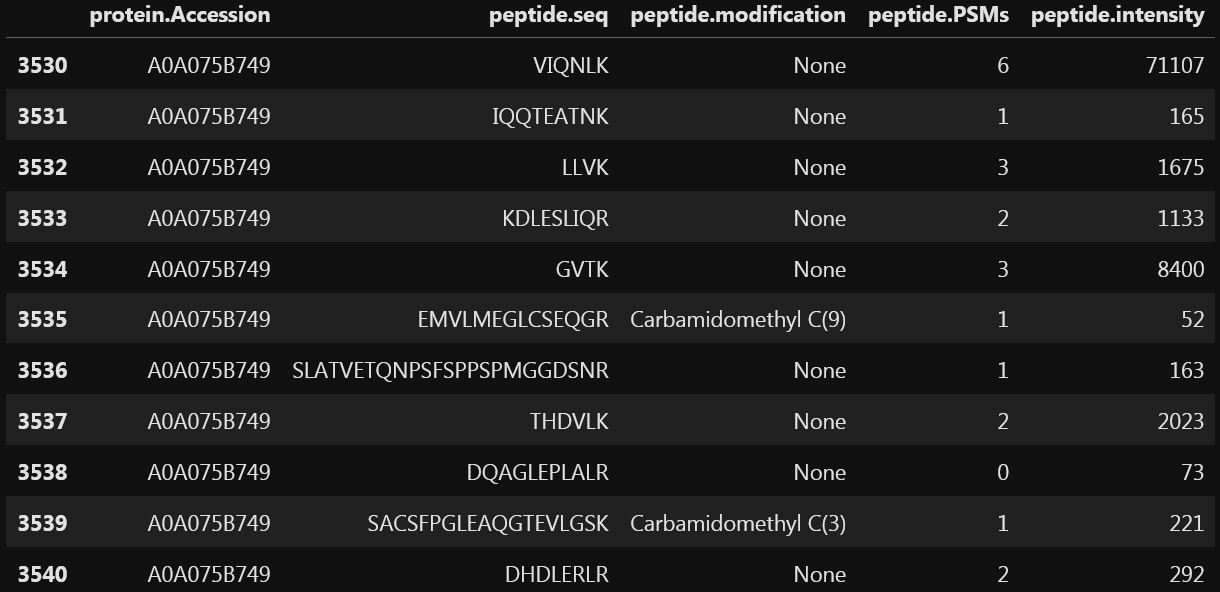 protein.Accession peptide.seq peptide.modification peptide.PSMs peptide.intensity
3530 A0A075B749 VIQNLK None 6 71107
3531 A0A075B749 IQQTEATNK None 1 165
3532 A0A075B749 LLVK None 3 1675
3533 A0A075B749 KDLESLIQR None 2 1133
3534 A0A075B749 GVTK None 3 8400
3535 A0A075B749 EMVLMEGLCSEQGR Carbamidomethyl C(9) 1 52
3536 A0A075B749 SLATVETQNPSFSPPSPMGGDSNR None 1 163
3537 A0A075B749 THDVLK None 2 2023
3538 A0A075B749 DQAGLEPLALR None 0 73
3539 A0A075B749 SACSFPGLEAQGTEVLGSK Carbamidomethyl C(3) 1 221
3540 A0A075B749 DHDLERLR None 2 292